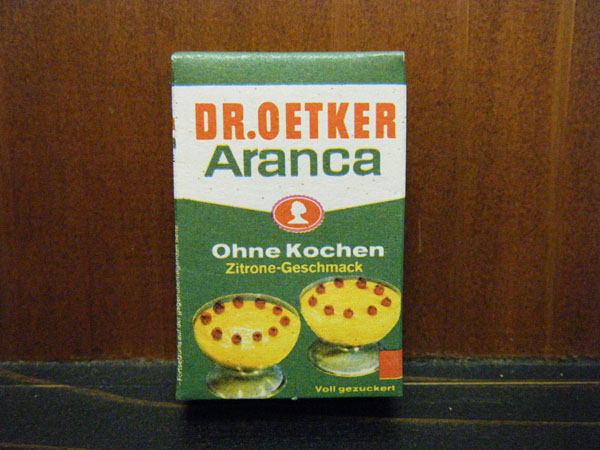 DR.OETKER
Aranca
Ohne Kochen
Zitrone-Geschmack
Voll gezuckert